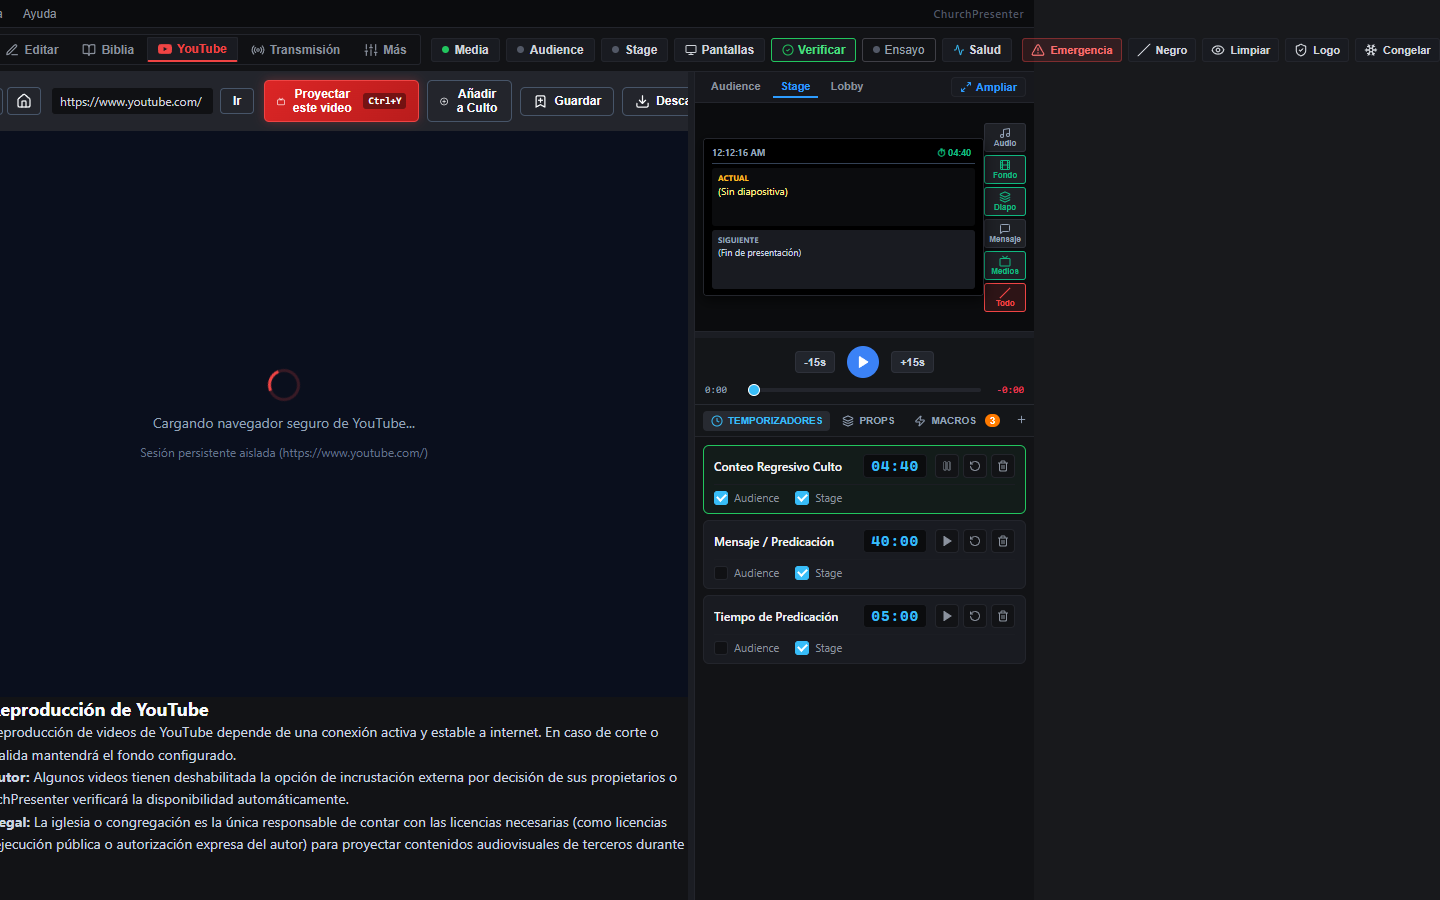 a Ayuda ChurchPresenter
Editar Biblia YouTube Transmisión Más Media Audience Stage Pantallas Verificar Ensayo Salud Emergencia Negro Limpiar Logo Congelar
https://www.youtube.com/ Ir Proyectar este video Ctrl+Y Añadir a Culto Guardar Desca
Cargando navegador seguro de YouTube...
Sesión persistente aislada (https://www.youtube.com/)
eproducción de YouTube
eproducción de videos de YouTube depende de una conexión activa y estable a internet. En caso de corte o
alida mantendrá el fondo configurado.
utor: Algunos videos tienen deshabilitada la opción de incrustación externa por decisión de sus propietarios o
chPresenter verificará la disponibilidad automáticamente.
egal: La iglesia o congregación es la única responsable de contar con las licencias necesarias (como licencias
ejecución pública o autorización expresa del autor) para proyectar contenidos audiovisuales de terceros durante
Audience Stage Lobby Ampliar
12:12:16 AM 04:40
ACTUAL
(Sin diapositiva)
SIGUIENTE
(Fin de presentación)
Audio
Fondo
Diapo
Mensaje
Medios
Todo
-15s +15s
0:00 -0:00
TEMPORIZADORES PROPS MACROS 3 +
Conteo Regresivo Culto 04:40
Audience Stage
Mensaje / Predicación 40:00
Audience Stage
Tiempo de Predicación 05:00
Audience Stage